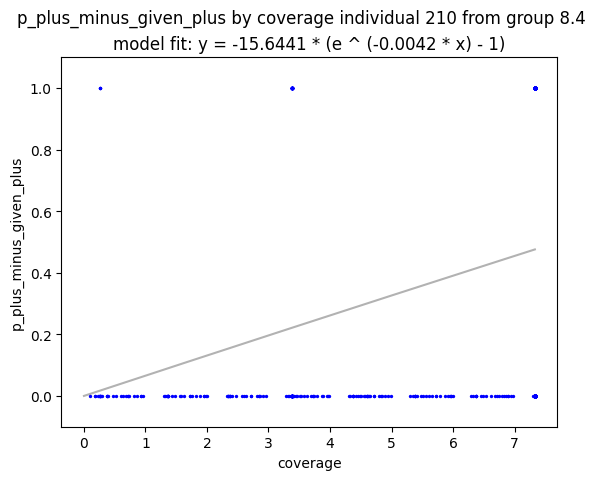 p_plus_minus_given_plus by coverage individual 210 from group 8.4
model fit: y = -15.6441 * (e ^ (-0.0042 * x) - 1)
1.0
0.8
0.6
0.4
0.2
0.0
p_plus_minus_given_plus
0 1 2 3 4 5 6 7
coverage